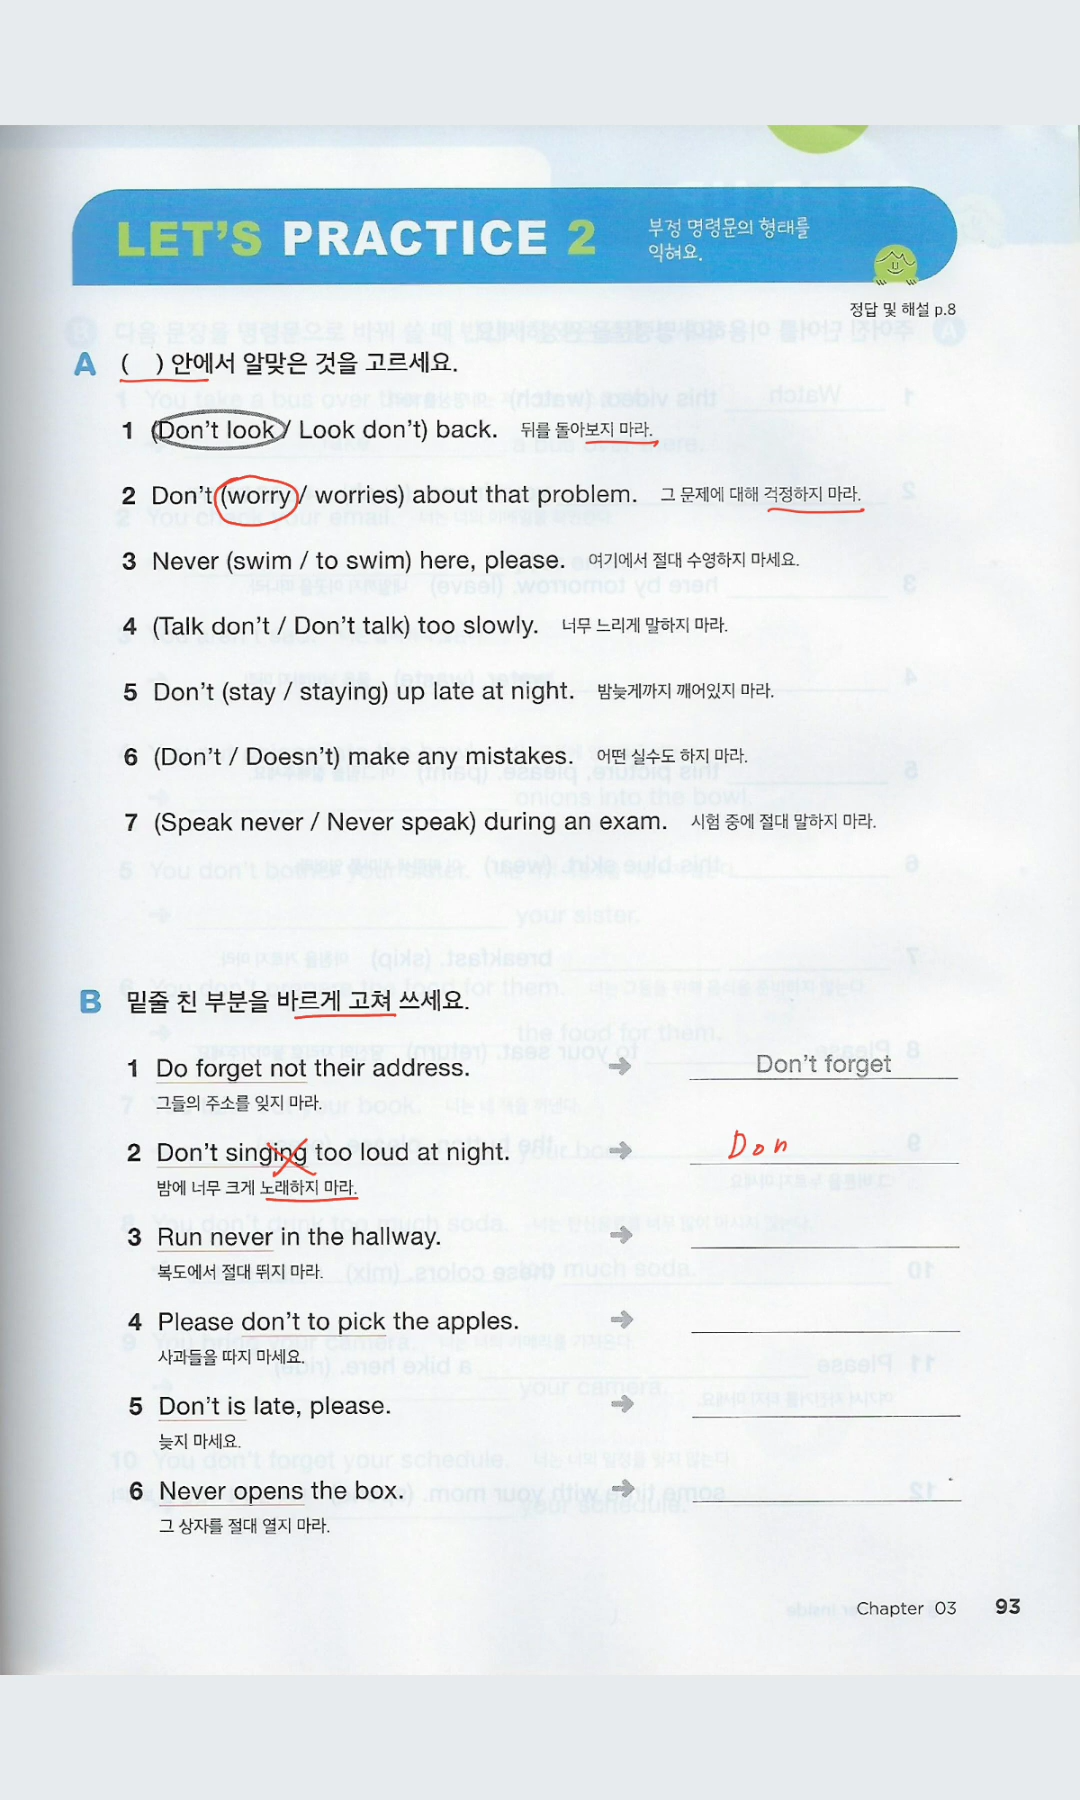 LET'S PRACTICE 2
부정 명령문의 형태를
익혀요.
정답 및 해설 p.8
A ( ) 안에서 알맞은 것을 고르세요.
1 (Don't look / Look don't) back. 뒤를 돌아보지 마라.
2 Don't (worry / worries) about that problem. 그 문제에 대해 걱정하지 마라.
3 Never (swim / to swim) here, please. 여기에서 절대 수영하지 마세요.
4 (Talk don't / Don't talk) too slowly. 너무 느리게 말하지 마라.
5 Don't (stay / staying) up late at night. 밤늦게까지 깨어있지 마라.
6 (Don't / Doesn't) make any mistakes. 어떤 실수도 하지 마라.
7 (Speak never / Never speak) during an exam. 시험 중에 절대 말하지 마라.
B 밑줄 친 부분을 바르게 고쳐 쓰세요.
1 Do forget not their address. ➔ Don't forget
그들의 주소를 잊지 마라.
2 Don't singing too loud at night. ➔ Don
밤에 너무 크게 노래하지 마라.
3 Run never in the hallway. ➔
복도에서 절대 뛰지 마라.
4 Please don't to pick the apples. ➔
사과들을 따지 마세요.
5 Don't is late, please. ➔
늦지 마세요.
6 Never opens the box. ➔
그 상자를 절대 열지 마라.
Chapter 03 93